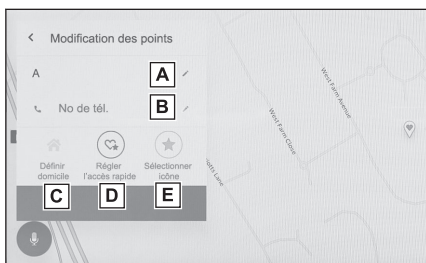 Modification des points
A
A
No de tél.
B
Définir
domicile
Régler
l'accès rapide
Sélectionner
icône
C
D
E
West Farm Avenue
West Farm Close